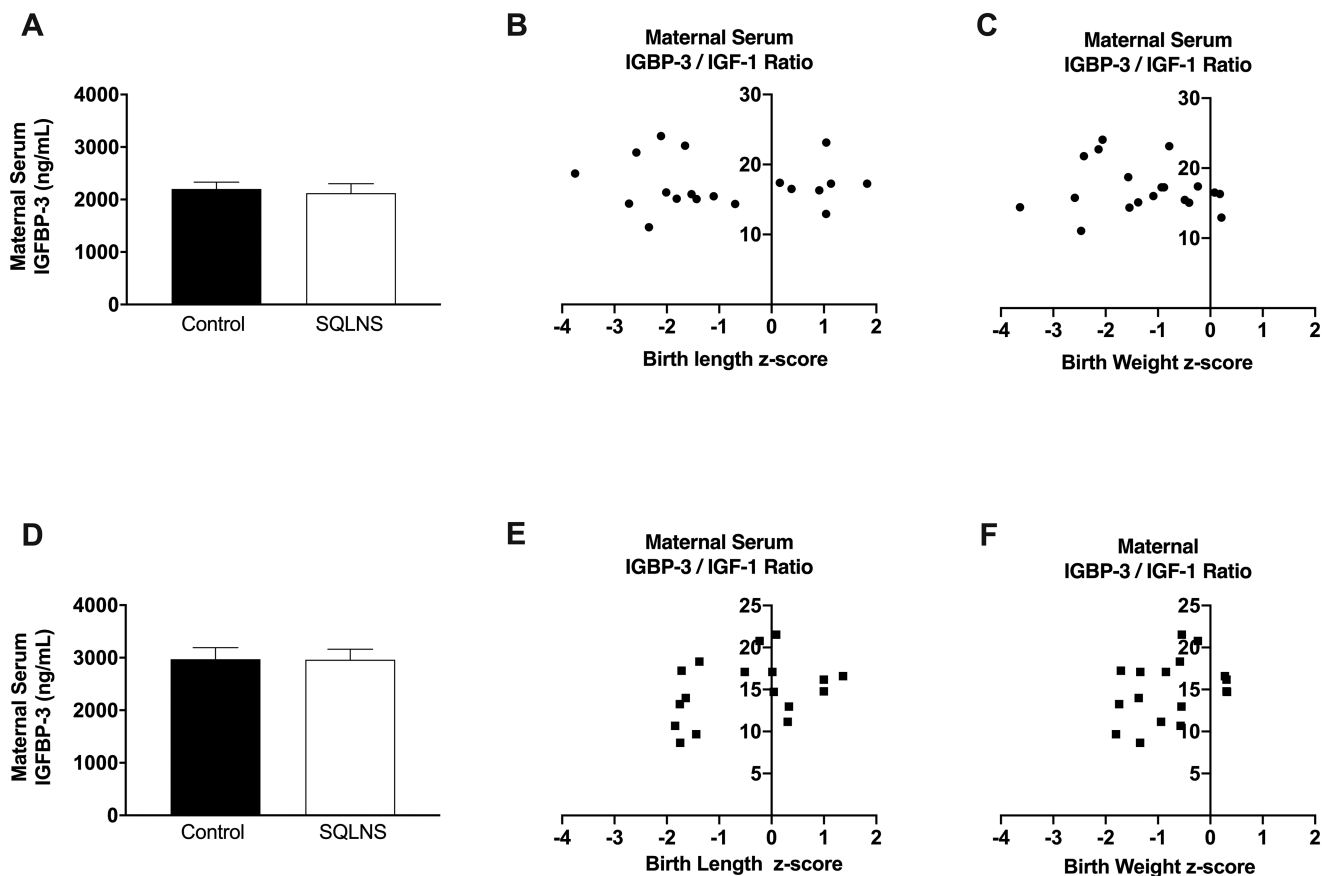 A
Maternal Serum
IGFBP-3 (ng/mL)
4000
3000
2000
1000
0
Control
SQLNS
B
Maternal Serum
IGBP-3 / IGF-1 Ratio
30
20
10
-4 -3 -2 -1 0 1 2
Birth length z-score
C
Maternal Serum
IGBP-3 / IGF-1 Ratio
30
20
10
-4 -3 -2 -1 0 1 2
Birth Weight z-score
D
Maternal Serum
IGFBP-3 (ng/mL)
4000
3000
2000
1000
0
Control
SQLNS
E
Maternal Serum
IGBP-3 / IGF-1 Ratio
25
20
15
10
5
-4 -3 -2 -1 0 1 2
Birth Length z-score
F
Maternal
IGBP-3 / IGF-1 Ratio
25
20
15
10
5
-4 -3 -2 -1 0 1 2
Birth Weight z-score